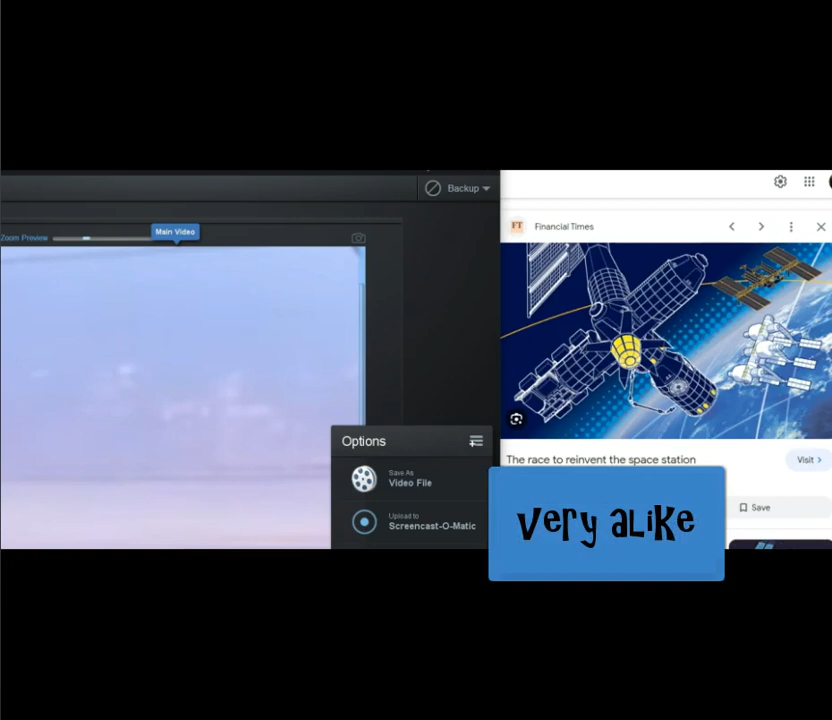 Backup
Zoom Preview
Main Video
FT
Financial Times
Options
Save As
Video File
Upload to
Screencast-O-Matic
The race to reinvent the space station
Visit >
Save
very alike